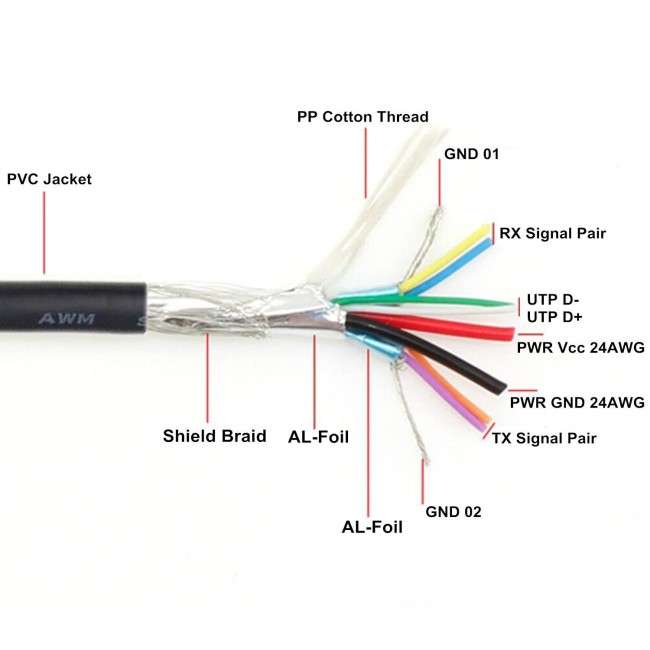 PP Cotton Thread
GND 01
PVC Jacket
RX Signal Pair
UTP D-
UTP D+
AWM
PWR Vcc 24AWG
PWR GND 24AWG
Shield Braid
AL-Foil
TX Signal Pair
GND 02
AL-Foil